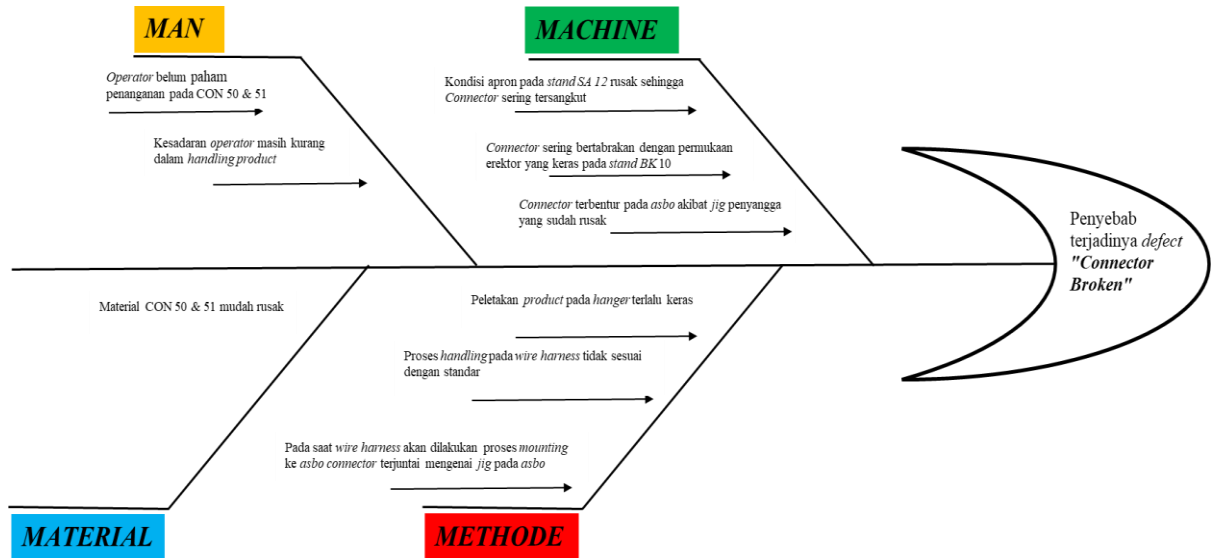 MAN
MACHINE
Operator belum paham
penanganan pada CON 50 & 51
Kesadaran operator masih kurang
dalam handling product
Kondisi apron pada stand SA 12 rusak sehingga
Connector sering tersangkut
Connector sering bertabrakan dengan permukaan
erektor yang keras pada stand BK 10
Connector terbentur pada asbo akibat jig penyangga
yang sudah rusak
Penyebab
terjadinya defect
"Connector
Broken"
Material CON 50 & 51 mudah rusak
Peletakan product pada hanger terlalu keras
Proses handling pada wire harness tidak sesuai
dengan standar
Pada saat wire harness akan dilakukan proses mounting
ke asbo connector terjuntai mengenai jig pada asbo
MATERIAL
METHODE